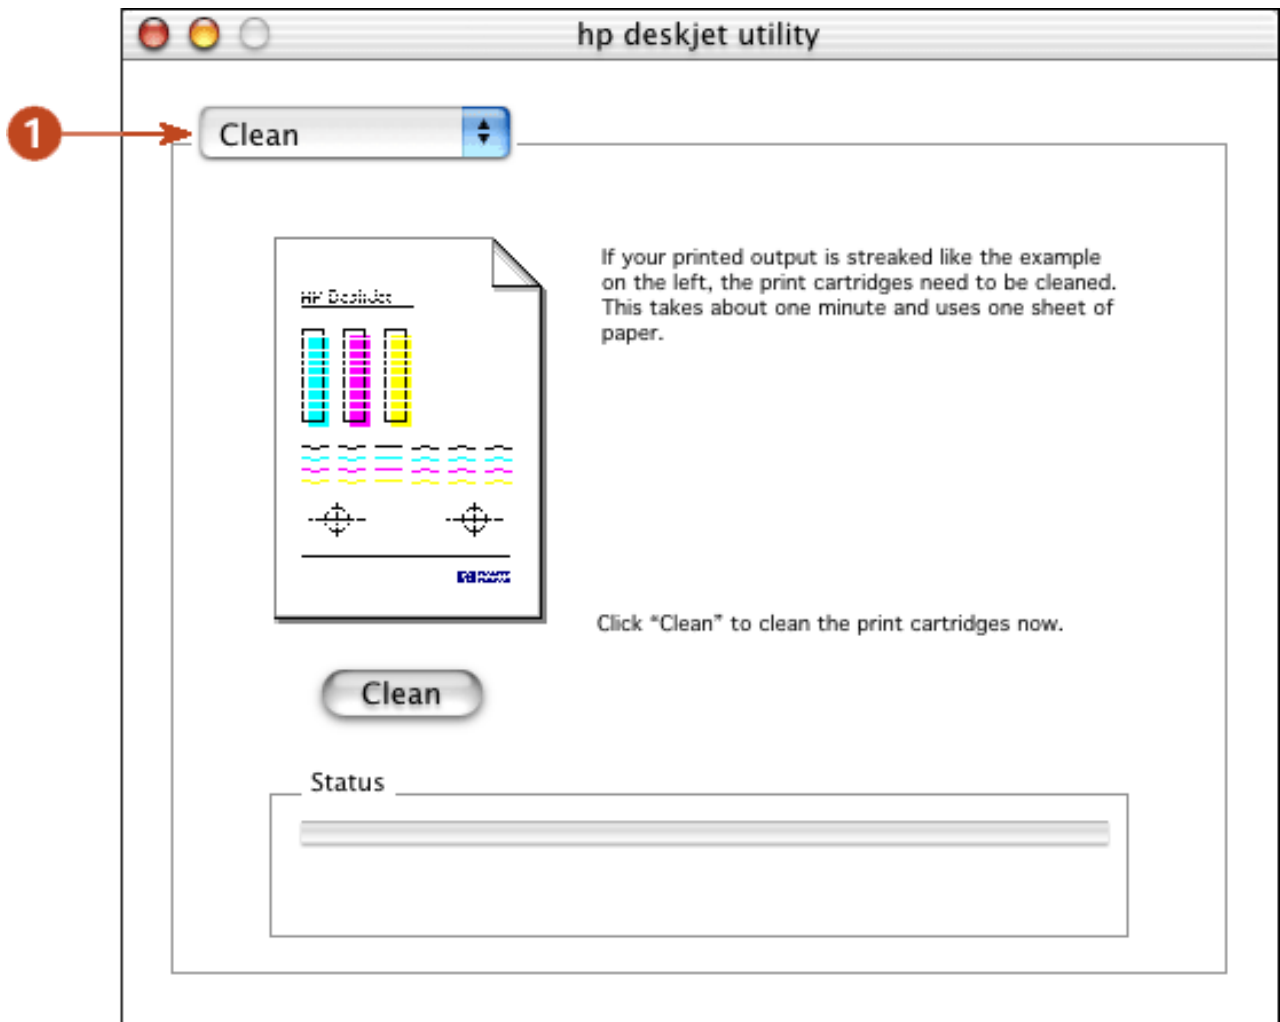 hp deskjet utility
1
Clean
If your printed output is streaked like the example
on the left, the print cartridges need to be cleaned.
This takes about one minute and uses one sheet of
paper.
HP DeskJet
Click “Clean” to clean the print cartridges now.
Clean
Status